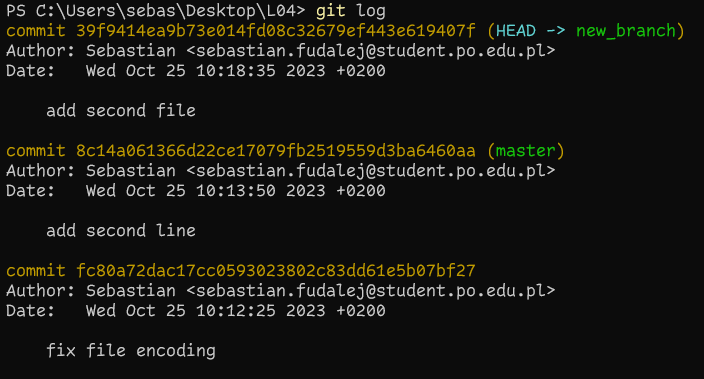 PS C:\Users\sebas\Desktop\L04> git log
commit 39f9414ea9b73e014fd08c32679ef443e619407f (HEAD -> new_branch)
Author: Sebastian <sebastian.fudalej@student.po.edu.pl>
Date:   Wed Oct 25 10:18:35 2023 +0200
    add second file
commit 8c14a061366d22ce17079fb2519559d3ba6460aa (master)
Author: Sebastian <sebastian.fudalej@student.po.edu.pl>
Date:   Wed Oct 25 10:13:50 2023 +0200
    add second line
commit fc80a72dac17cc0593023802c83dd61e5b07bf27
Author: Sebastian <sebastian.fudalej@student.po.edu.pl>
Date:   Wed Oct 25 10:12:25 2023 +0200
    fix file encoding